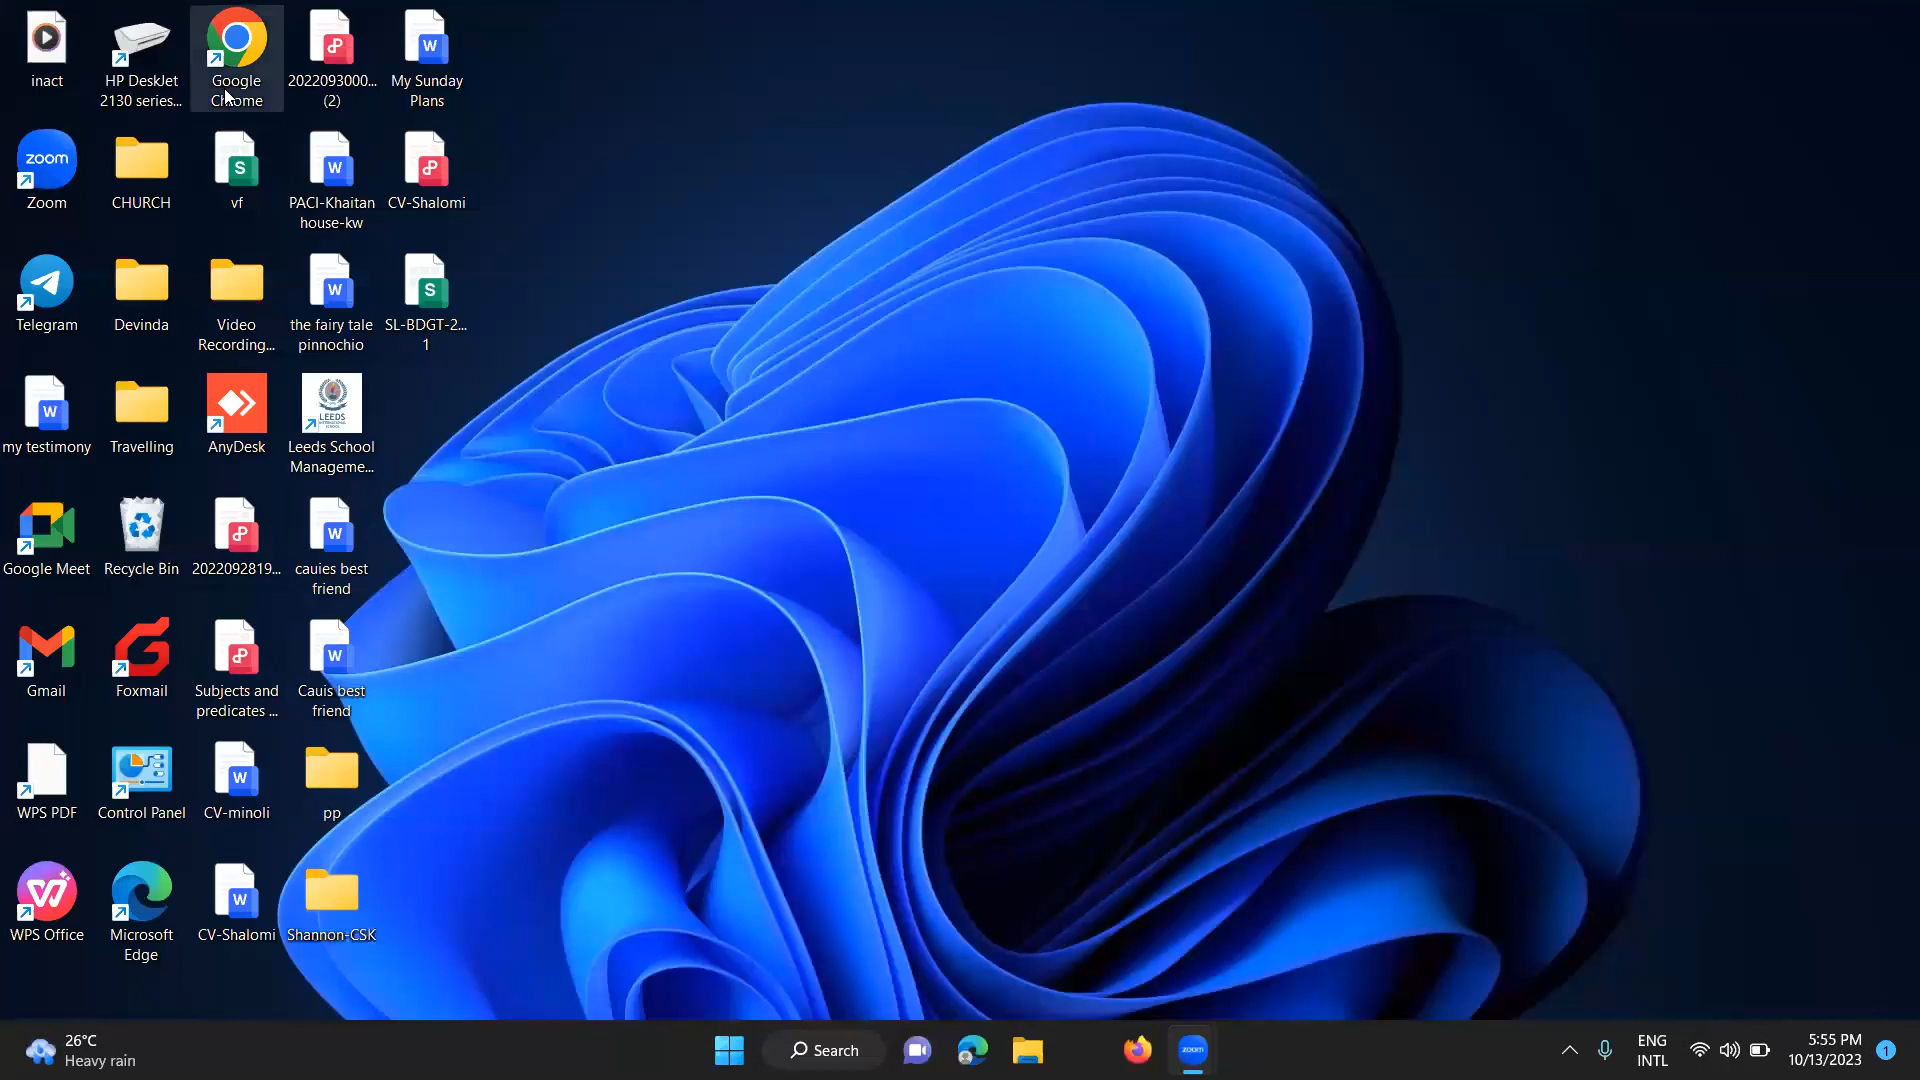 inact
HP DeskJet
2130 series...
Google
Chrome
2022093000...
(2)
My Sunday
Plans
zoom
Zoom
CHURCH
S
vf
W
PACI-Khaitan
house-kw
CV-Shalomi
Telegram
Devinda
Video
Recording...
W
the fairy tale
pinnochio
S
SL-BDGT-2...
1
W
my testimony
Travelling
AnyDesk
LEEDS
Leeds School
Manageme...
Google Meet
Recycle Bin
2022092819...
W
cauies best
friend
Gmail
Foxmail
Subjects and
predicates ...
W
Cauis best
friend
WPS PDF
Control Panel
W
CV-minoli
pp
WPS Office
Microsoft
Edge
W
CV-Shalomi
Shannon-CSK
26°C
Heavy rain
Search
zoom
ENG
INTL
5:55 PM
10/13/2023
1